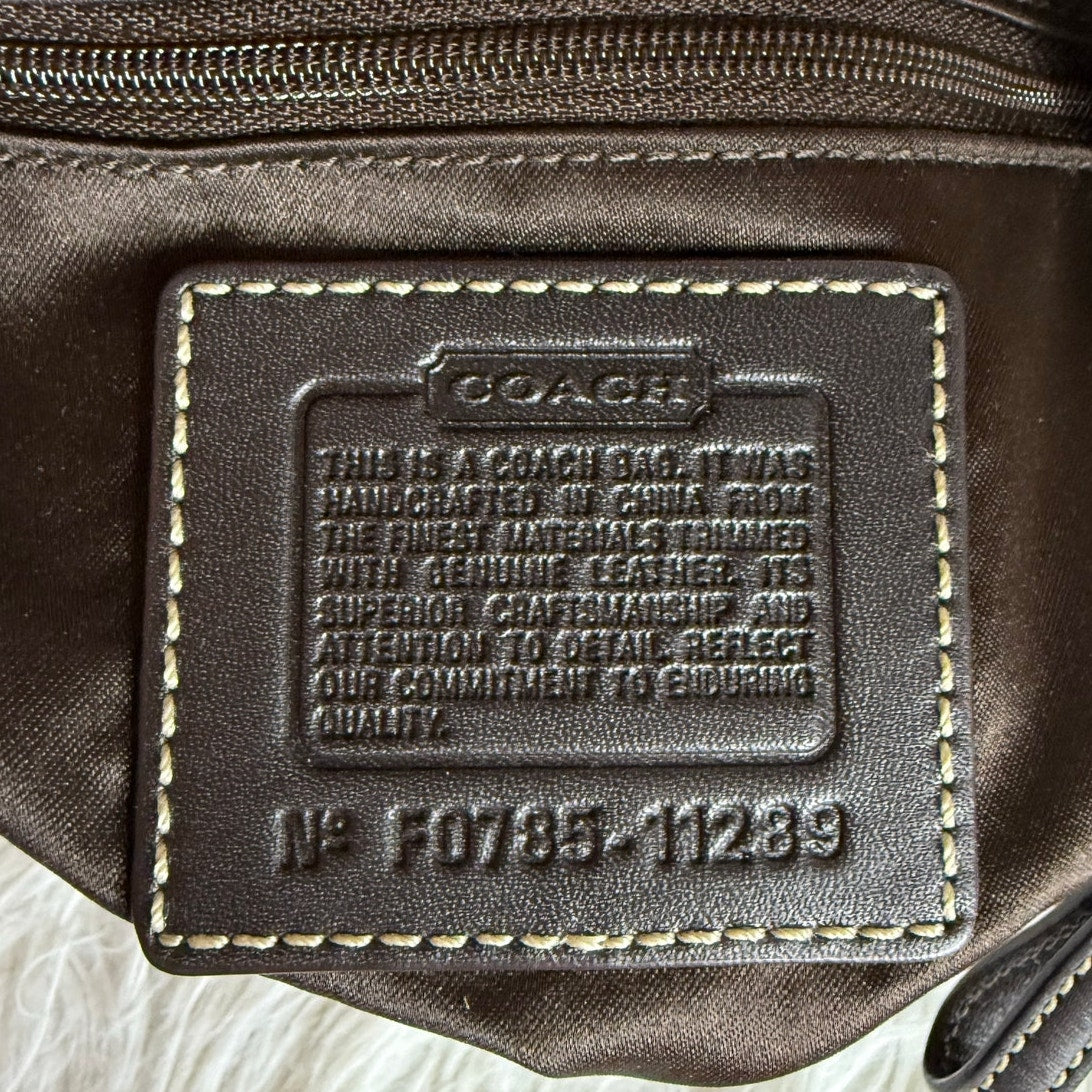 COACH
THIS IS A COACH BAG. IT WAS
HANDCRAFTED IN CHINA FROM
THE FINEST MATERIALS TRIMMED
WITH GENUINE LEATHER. ITS
SUPERIOR CRAFTSMANSHIP AND
ATTENTION TO DETAIL REFLECT
OUR COMMITMENT TO ENDURING
QUALITY.
Nº F0785-11289